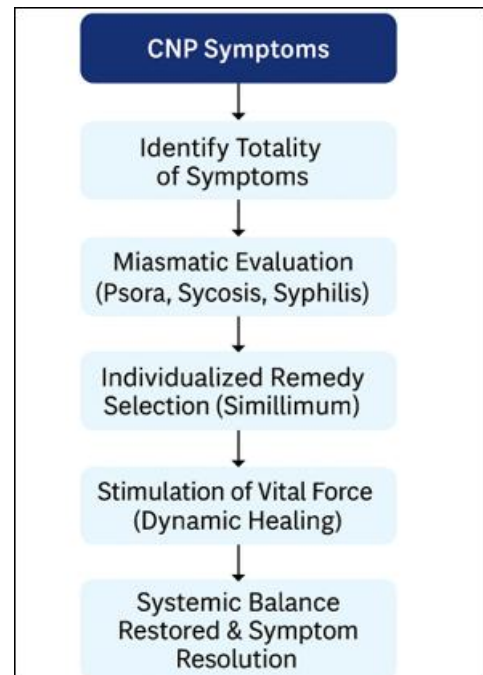 CNP Symptoms
Identify Totality
of Symptoms
Miasmatic Evaluation
(Psora, Sycosis, Syphilis)
Individualized Remedy
Selection (Simillimum)
Stimulation of Vital Force
(Dynamic Healing)
Systemic Balance
Restored & Symptom
Resolution